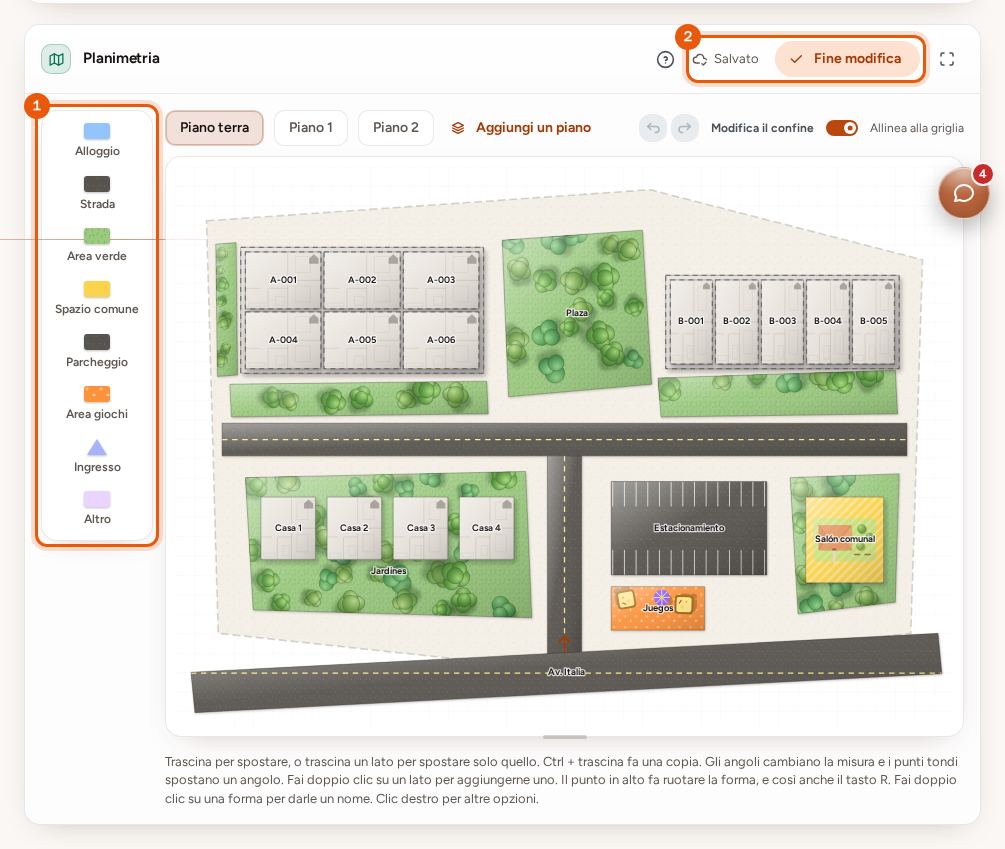 Planimetria
2
Salvato
Fine modifica
1
Piano terra
Piano 1
Piano 2
Aggiungi un piano
Modifica il confine
Allinea alla griglia
4
Alloggio
Strada
Area verde
Spazio comune
Parcheggio
Area giochi
Ingresso
Altro
A-001
A-002
A-003
A-004
A-005
A-006
Plaza
B-001
B-002
B-003
B-004
B-005
Casa 1
Casa 2
Casa 3
Casa 4
Jardines
Estacionamiento
Salón comunal
Juegos
Av. Italia
Trascina per spostare, o trascina un lato per spostare solo quello. Ctrl + trascina fa una copia. Gli angoli cambiano la misura e i punti tondi
spostano un angolo. Fai doppio clic su un lato per aggiungerne uno. Il punto in alto fa ruotare la forma, e così anche il tasto R. Fai doppio
clic su una forma per darle un nome. Clic destro per altre opzioni.